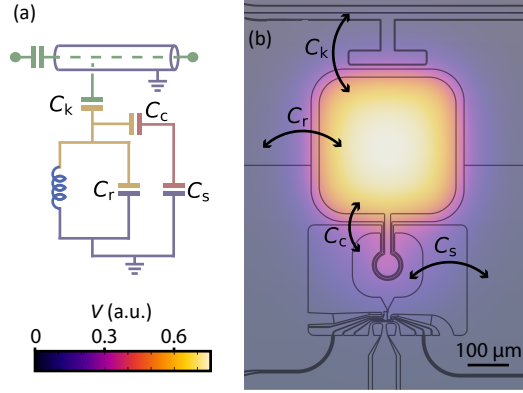 (a)
C_k
C_c
C_r
C_s
V (a.u.)
0 0.3 0.6
(b)
C_k
C_r
C_c
C_s
100 μm